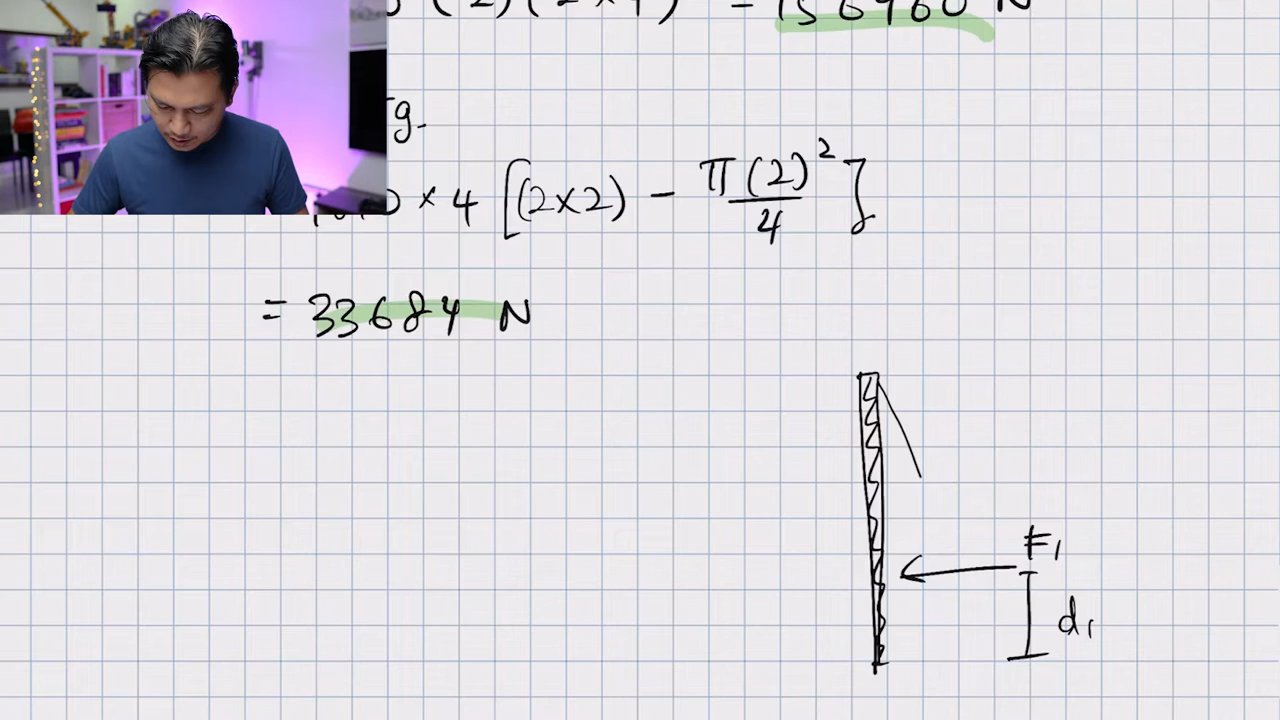 = 156960 N
g.
× 4 [(2×2) − π(2)²/4]
= 33684 N
F₁
d₁